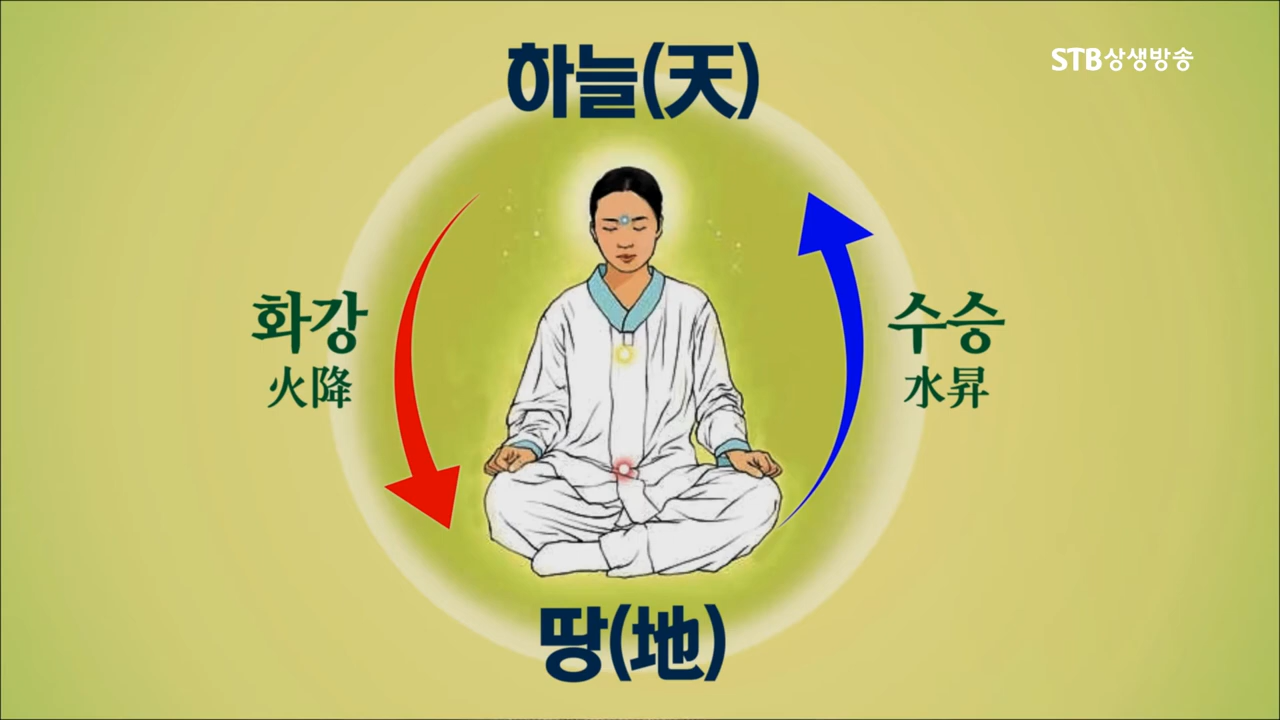 하늘(天)
STB상생방송
화강
火降
수승
水昇
땅(地)